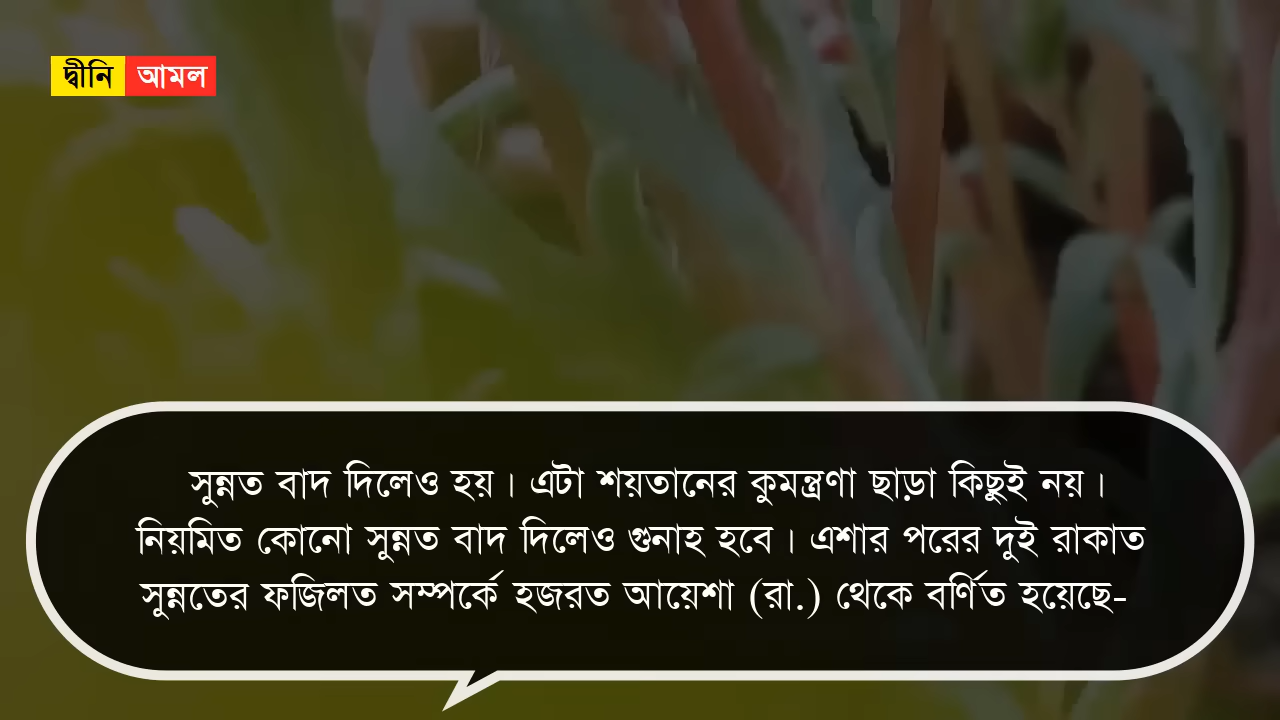 দ্বীনি আমল
সুন্নত বাদ দিলেও হয়। এটা শয়তানের কুমন্ত্রণা ছাড়া কিছুই নয়।
নিয়মিত কোনো সুন্নত বাদ দিলেও গুনাহ হবে। এশার পরের দুই রাকাত
সুন্নতের ফজিলত সম্পর্কে হজরত আয়েশা (রা.) থেকে বর্ণিত হয়েছে-